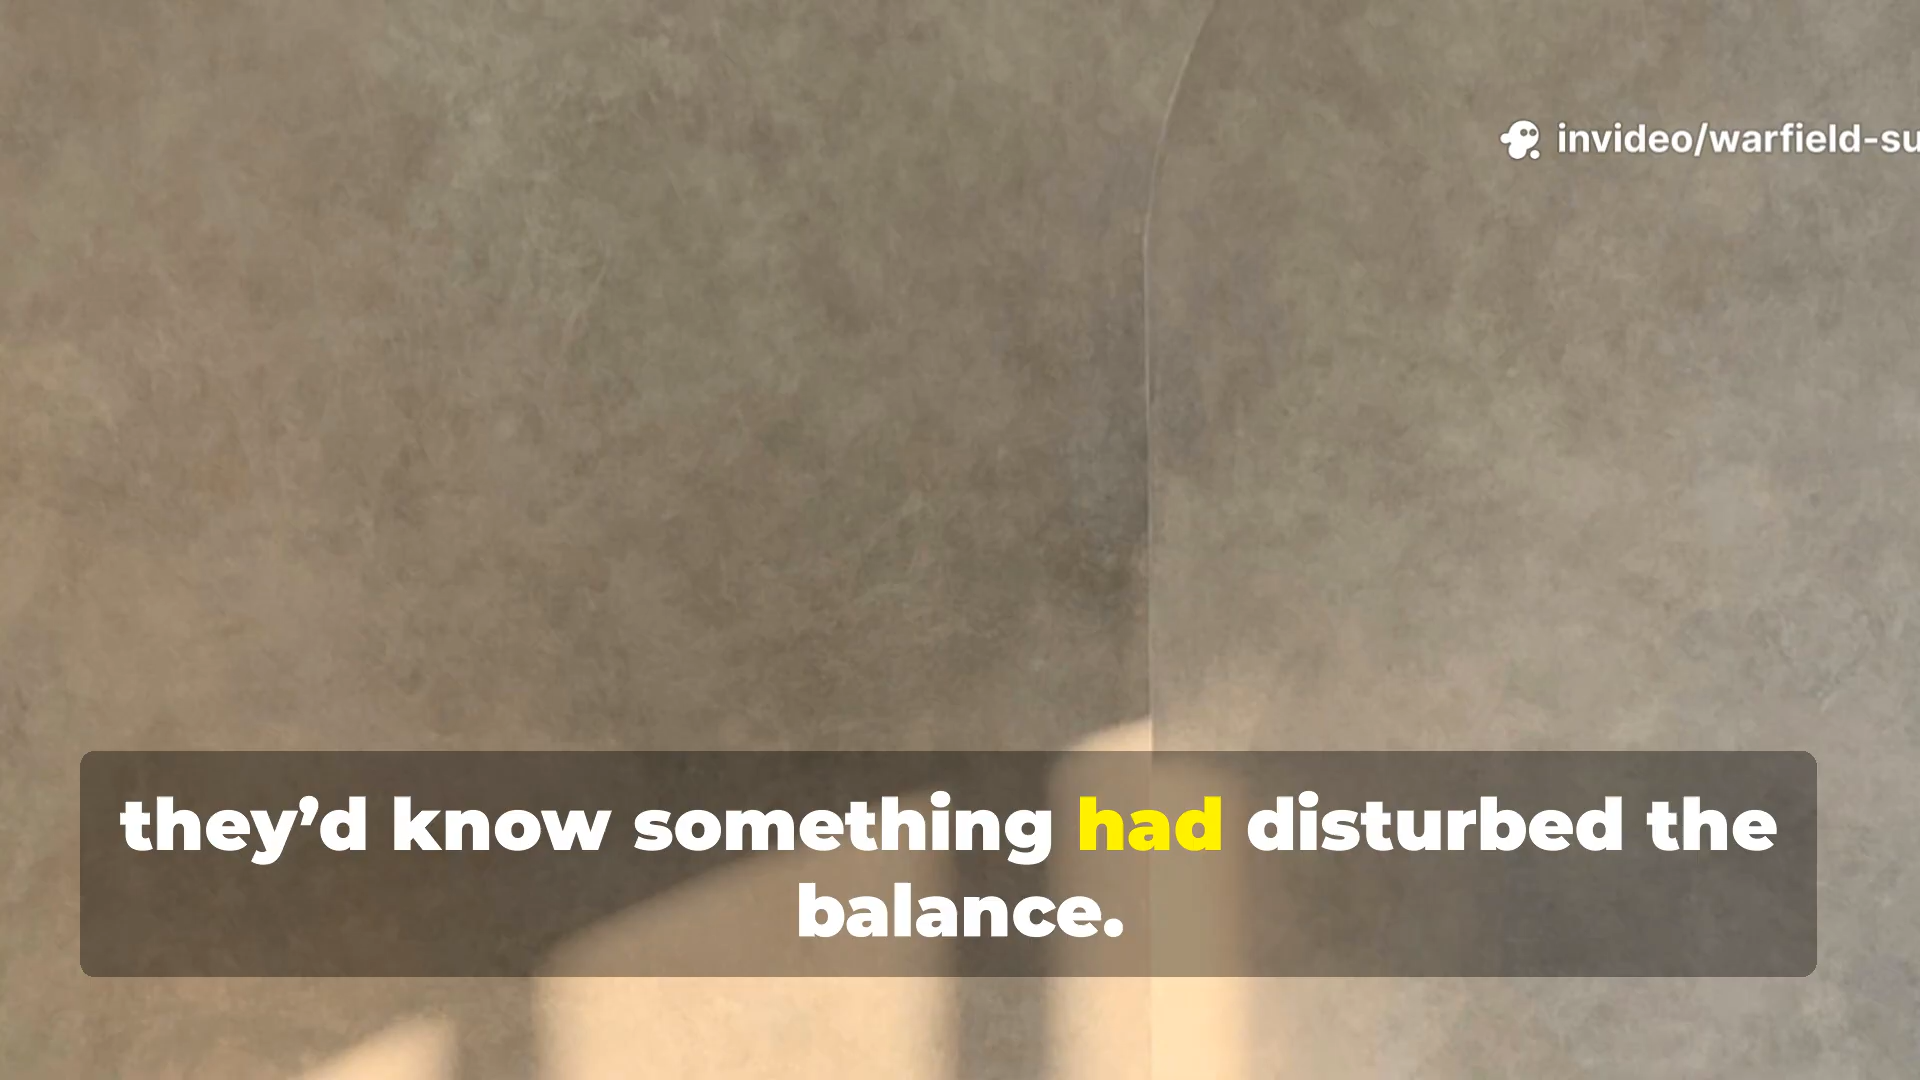 invideo/warfield-su
they’d know something had disturbed the
balance.